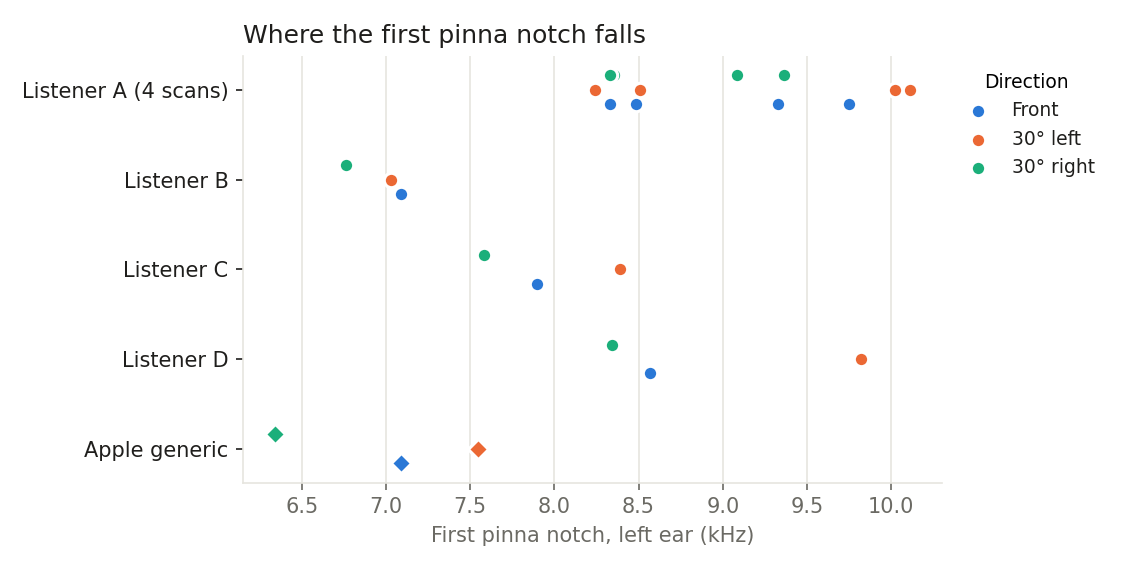 Where the first pinna notch falls
Listener A (4 scans)
Listener B
Listener C
Listener D
Apple generic
6.5 7.0 7.5 8.0 8.5 9.0 9.5 10.0
First pinna notch, left ear (kHz)
Direction
Front
30° left
30° right